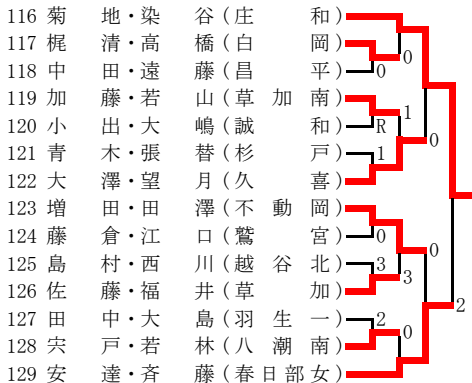 116 菊 地・染 谷(庄 和)
117 梶 清・高 橋(白 岡) 0
118 中 田・遠 藤(昌 平) 0
119 加 藤・若 山(草 加 南) 1
120 小 出・大 嶋(誠 和) R 0
121 青 木・張 替(杉 戸) 1
122 大 澤・望 月(久 喜)
123 増 田・田 澤(不 動 岡)
124 藤 倉・江 口(鷲 宮) 0 0
125 島 村・西 川(越 谷 北) 3 3
126 佐 藤・福 井(草 加) 2
127 田 中・大 島(羽 生 一) 2 0
128 宍 戸・若 林(八 潮 南)
129 安 達・斉 藤(春日部女)